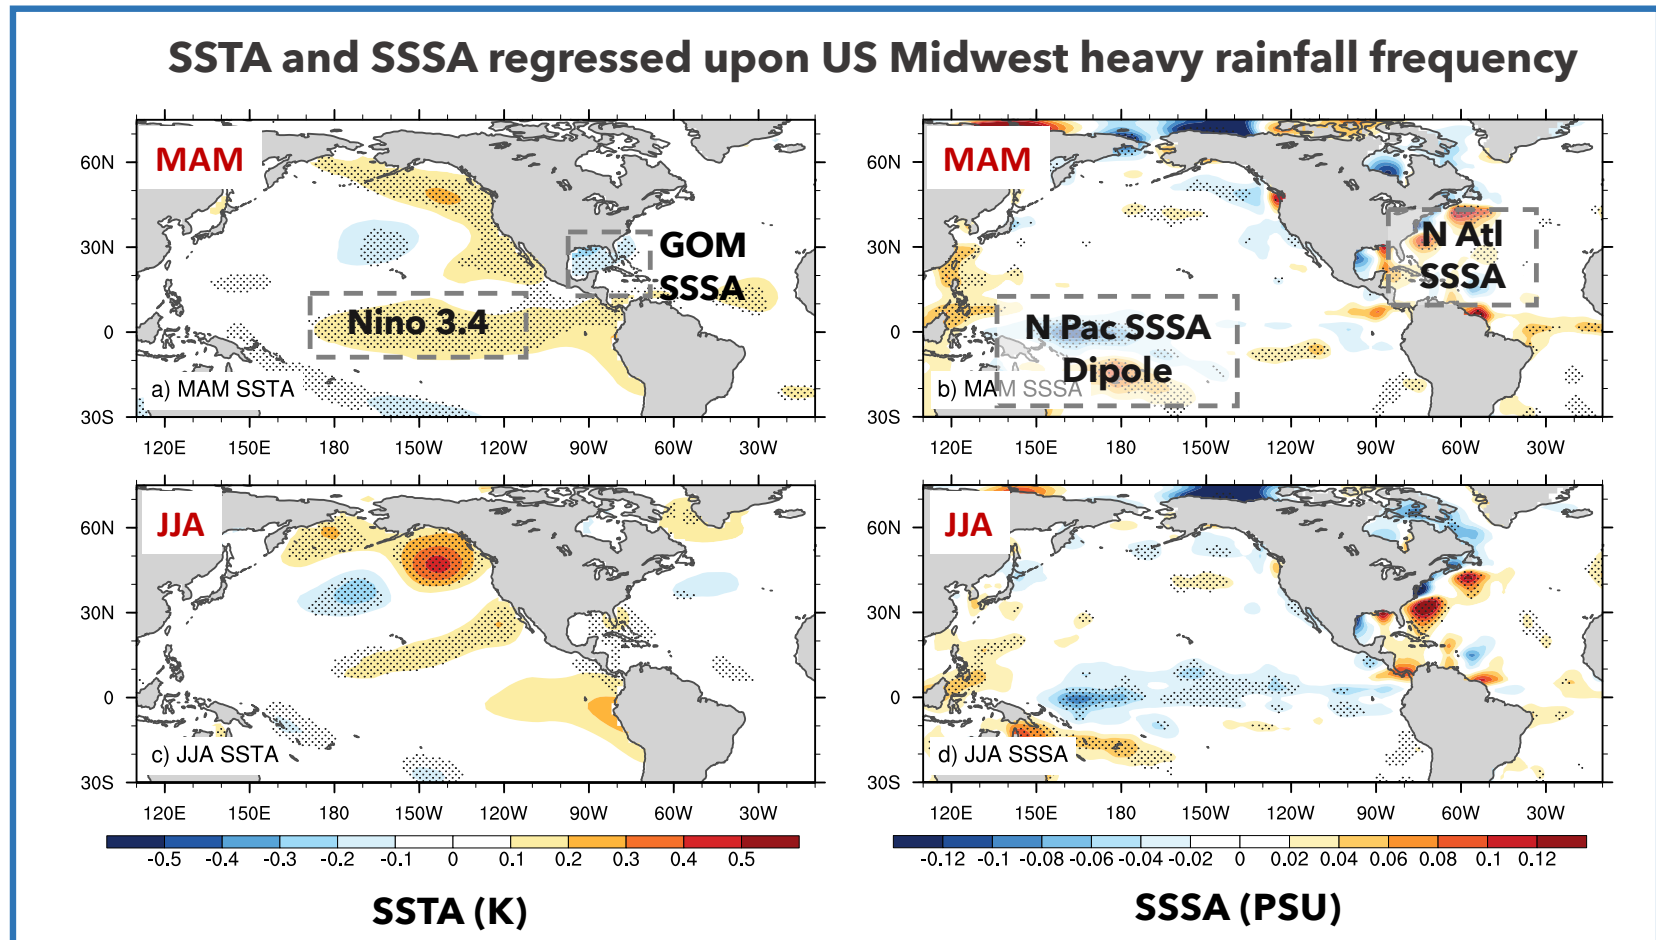 SSTA and SSSA regressed upon US Midwest heavy rainfall frequency
MAM
60N
30N
0
30S
GOM
SSSA
Nino 3.4
a) MAM SSTA
120E 150E 180 150W 120W 90W 60W 30W
MAM
60N
30N
0
30S
N Atl
SSSA
N Pac SSSA
Dipole
b) MAM SSSA
120E 150E 180 150W 120W 90W 60W 30W
JJA
60N
30N
0
30S
c) JJA SSTA
120E 150E 180 150W 120W 90W 60W 30W
JJA
60N
30N
0
30S
d) JJA SSSA
120E 150E 180 150W 120W 90W 60W 30W
-0.5 -0.4 -0.3 -0.2 -0.1 0 0.1 0.2 0.3 0.4 0.5
SSTA (K)
-0.12 -0.1 -0.08 -0.06 -0.04 -0.02 0 0.02 0.04 0.06 0.08 0.1 0.12
SSSA (PSU)